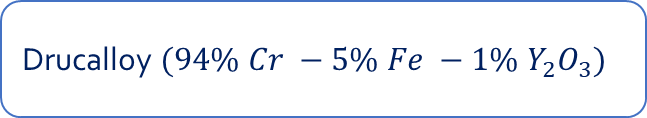 Drucalloy (94% Cr − 5% Fe − 1% Y₂O₃)